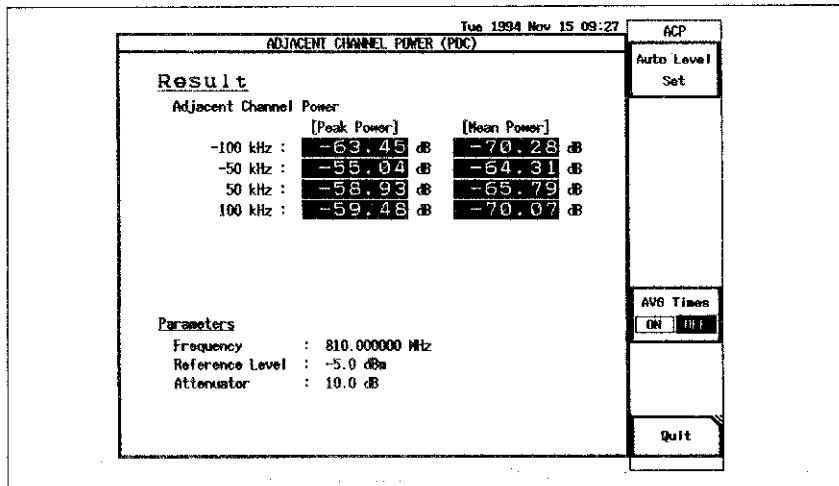 Tue 1994 Nov 15 09:27
ACP
ADJACENT CHANNEL POWER (PDC)
Auto Level
Set
Result
Adjacent Channel Power
[Peak Power] [Mean Power]
-100 kHz : -63.45 dB -70.28 dB
-50 kHz : -55.04 dB -64.31 dB
50 kHz : -58.93 dB -65.79 dB
100 kHz : -59.48 dB -70.07 dB
AVG Times
ON OFF
Parameters
Frequency : 810.000000 MHz
Reference Level : -5.0 dBm
Attenuator : 10.0 dB
Quit